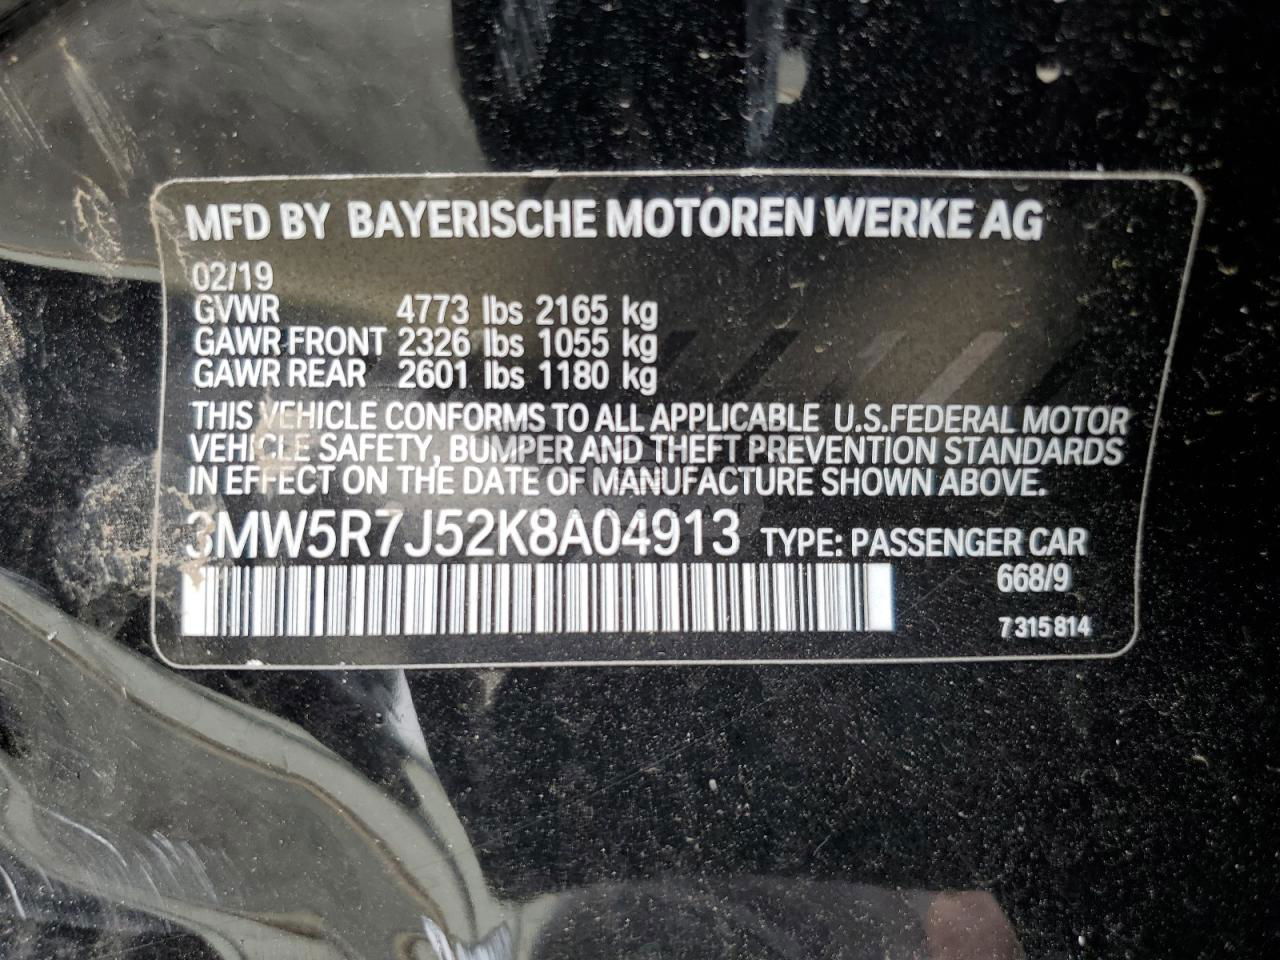 MFD BY BAYERISCHE MOTOREN WERKE AG
02/19
GVWR 4773 lbs 2165 kg
GAWR FRONT 2326 lbs 1055 kg
GAWR REAR 2601 lbs 1180 kg
THIS VEHICLE CONFORMS TO ALL APPLICABLE U.S.FEDERAL MOTOR
VEHICLE SAFETY, BUMPER AND THEFT PREVENTION STANDARDS
IN EFFECT ON THE DATE OF MANUFACTURE SHOWN ABOVE.
3MW5R7J52K8A04913 TYPE: PASSENGER CAR
668/9
7 315 814